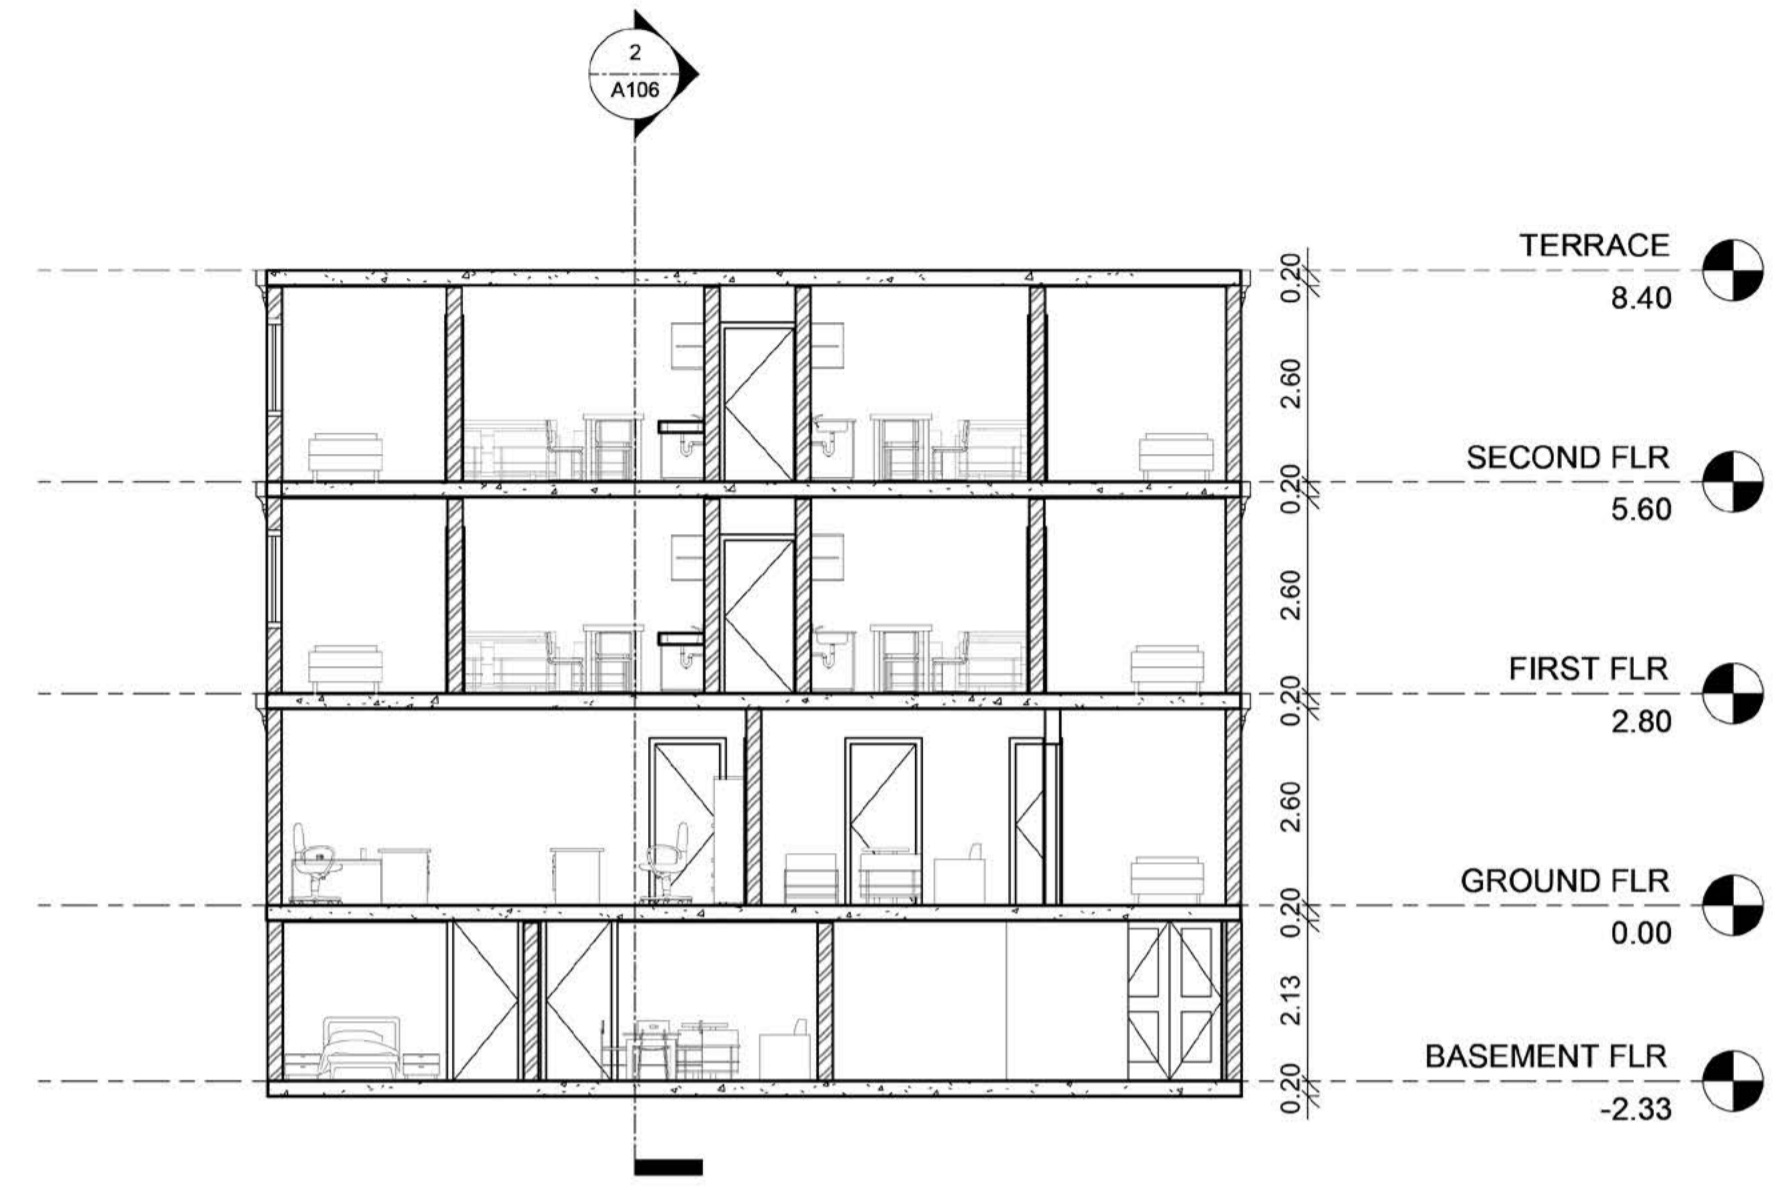 2
A106
TERRACE
8.40
0.20
2.60
SECOND FLR
5.60
0.20
2.60
FIRST FLR
2.80
0.20
2.60
GROUND FLR
0.00
0.20
2.13
BASEMENT FLR
-2.33
0.20